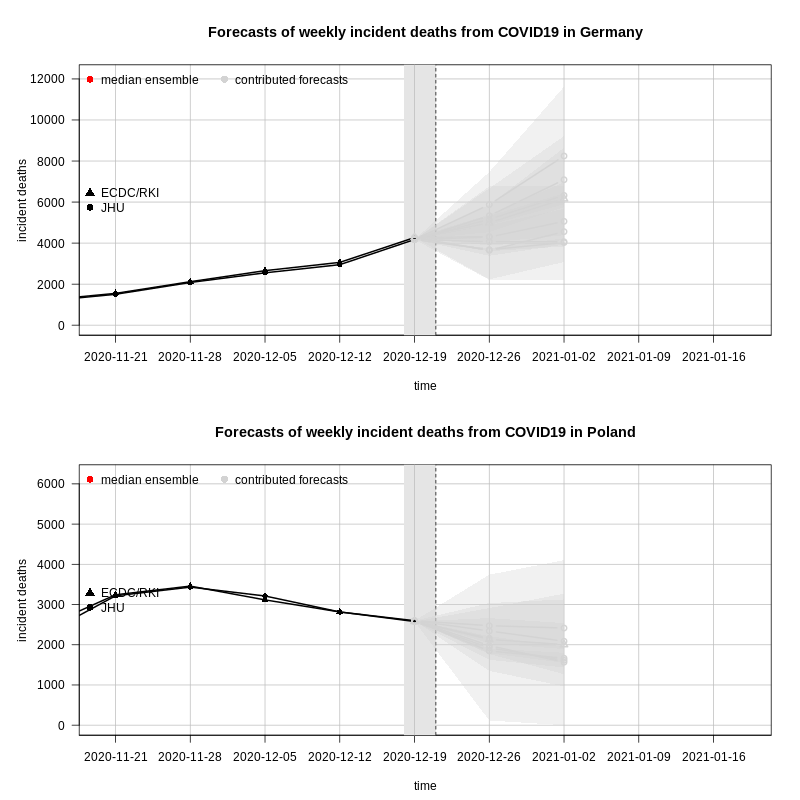 Forecasts of weekly incident deaths from COVID19 in Germany
12000
median ensemble
contributed forecasts
10000
8000
ECDC/RKI
6000
JHU
4000
2000
0
incident deaths
2020-11-21 2020-11-28 2020-12-05 2020-12-12 2020-12-19 2020-12-26 2021-01-02 2021-01-09 2021-01-16
time
Forecasts of weekly incident deaths from COVID19 in Poland
6000
median ensemble
contributed forecasts
5000
4000
ECDC/RKI
3000
JHU
2000
1000
0
incident deaths
2020-11-21 2020-11-28 2020-12-05 2020-12-12 2020-12-19 2020-12-26 2021-01-02 2021-01-09 2021-01-16
time